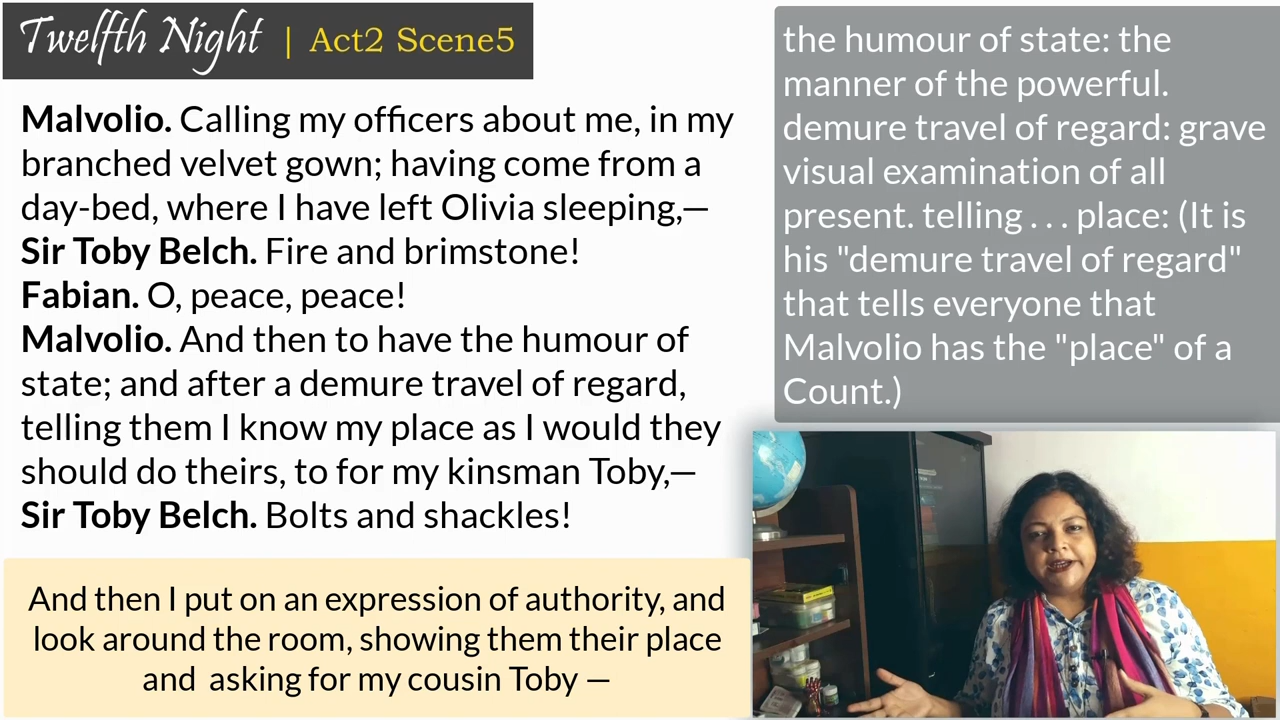 Twelfth Night | Act2 Scene5
Malvolio. Calling my officers about me, in my
branched velvet gown; having come from a
day-bed, where I have left Olivia sleeping,—
Sir Toby Belch. Fire and brimstone!
Fabian. O, peace, peace!
Malvolio. And then to have the humour of
state; and after a demure travel of regard,
telling them I know my place as I would they
should do theirs, to for my kinsman Toby,—
Sir Toby Belch. Bolts and shackles!
And then I put on an expression of authority, and
look around the room, showing them their place
and asking for my cousin Toby —
the humour of state: the
manner of the powerful.
demure travel of regard: grave
visual examination of all
present. telling . . . place: (It is
his "demure travel of regard"
that tells everyone that
Malvolio has the "place" of a
Count.)